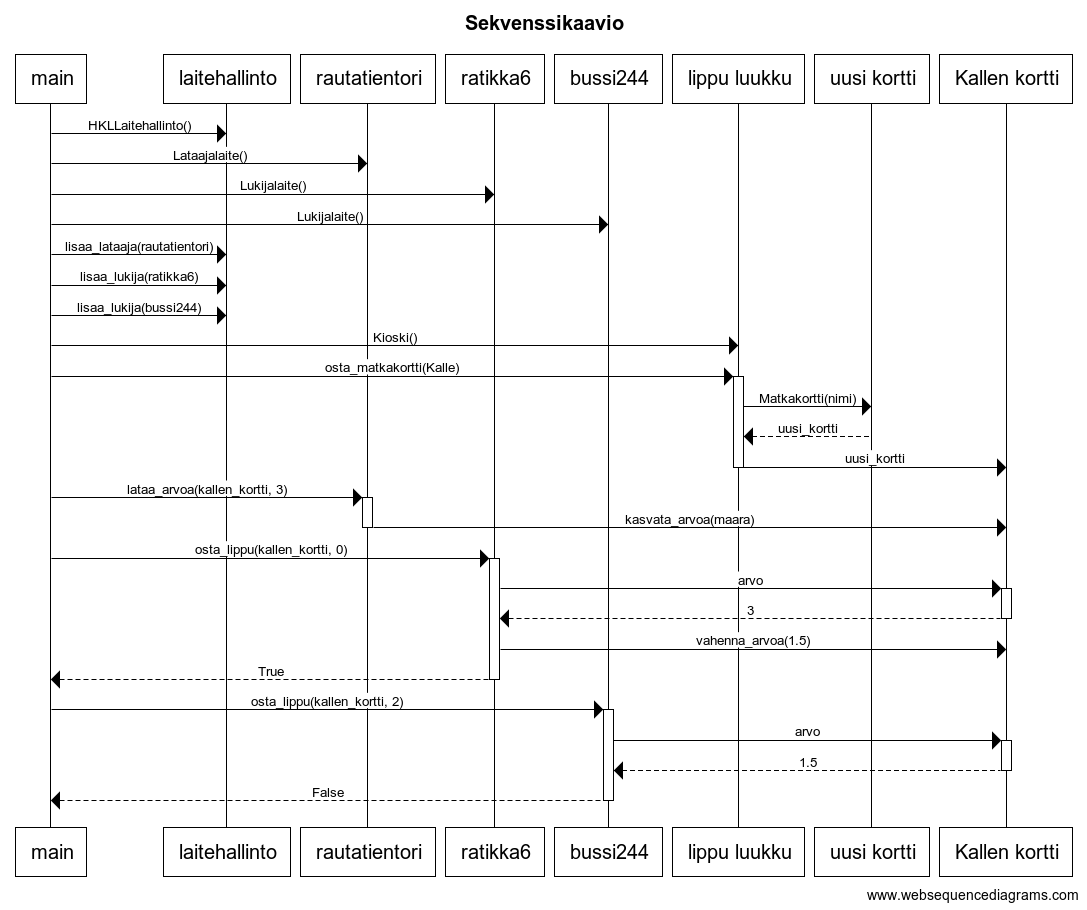 Sekvenssikaavio
main laitehallinto rautatientori ratikka6 bussi244 lippu luukku uusi kortti Kallen kortti
HKLLaitehallinto()
Lataajalaite()
Lukijalaite()
Lukijalaite()
lisaa_lataaja(rautatientori)
lisaa_lukija(ratikka6)
lisaa_lukija(bussi244)
Kioski()
osta_matkakortti(Kalle)
Matkakortti(nimi)
uusi_kortti
uusi_kortti
lataa_arvoa(kallen_kortti, 3)
kasvata_arvoa(maara)
osta_lippu(kallen_kortti, 0)
arvo
3
vahenna_arvoa(1.5)
True
osta_lippu(kallen_kortti, 2)
arvo
1.5
False
main laitehallinto rautatientori ratikka6 bussi244 lippu luukku uusi kortti Kallen kortti
www.websequencediagrams.com